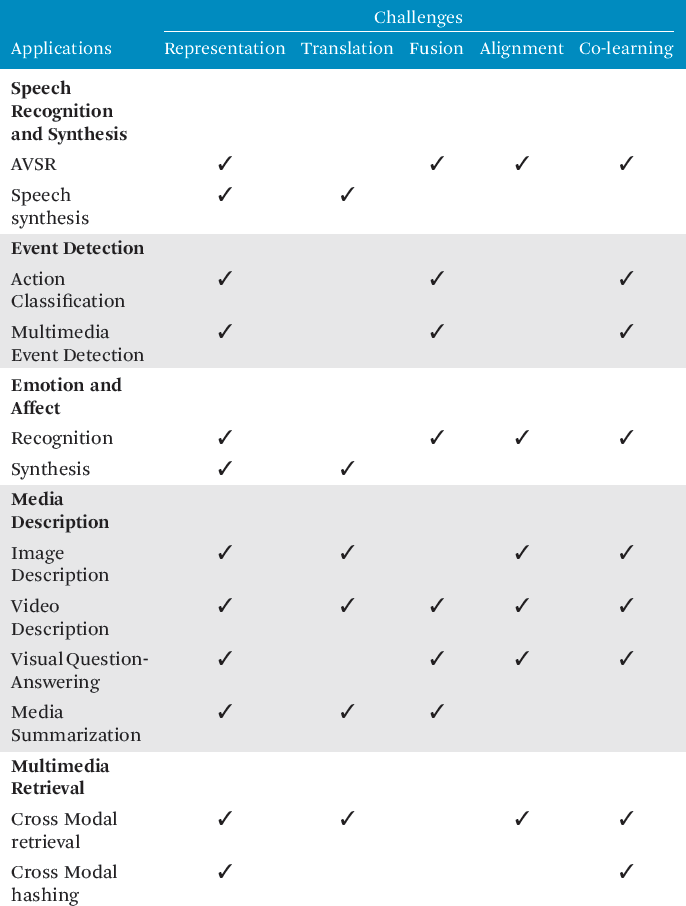 Challenges
Applications Representation Translation Fusion Alignment Co-learning
Speech
Recognition
and Synthesis
AVSR ✓ ✓ ✓ ✓
Speech ✓ ✓
synthesis
Event Detection
Action ✓ ✓ ✓
Classification
Multimedia ✓ ✓ ✓
Event Detection
Emotion and
Affect
Recognition ✓ ✓ ✓ ✓
Synthesis ✓ ✓
Media
Description
Image ✓ ✓ ✓ ✓
Description
Video ✓ ✓ ✓ ✓ ✓
Description
Visual Question- ✓ ✓ ✓ ✓
Answering
Media ✓ ✓ ✓
Summarization
Multimedia
Retrieval
Cross Modal ✓ ✓ ✓ ✓
retrieval
Cross Modal ✓ ✓
hashing